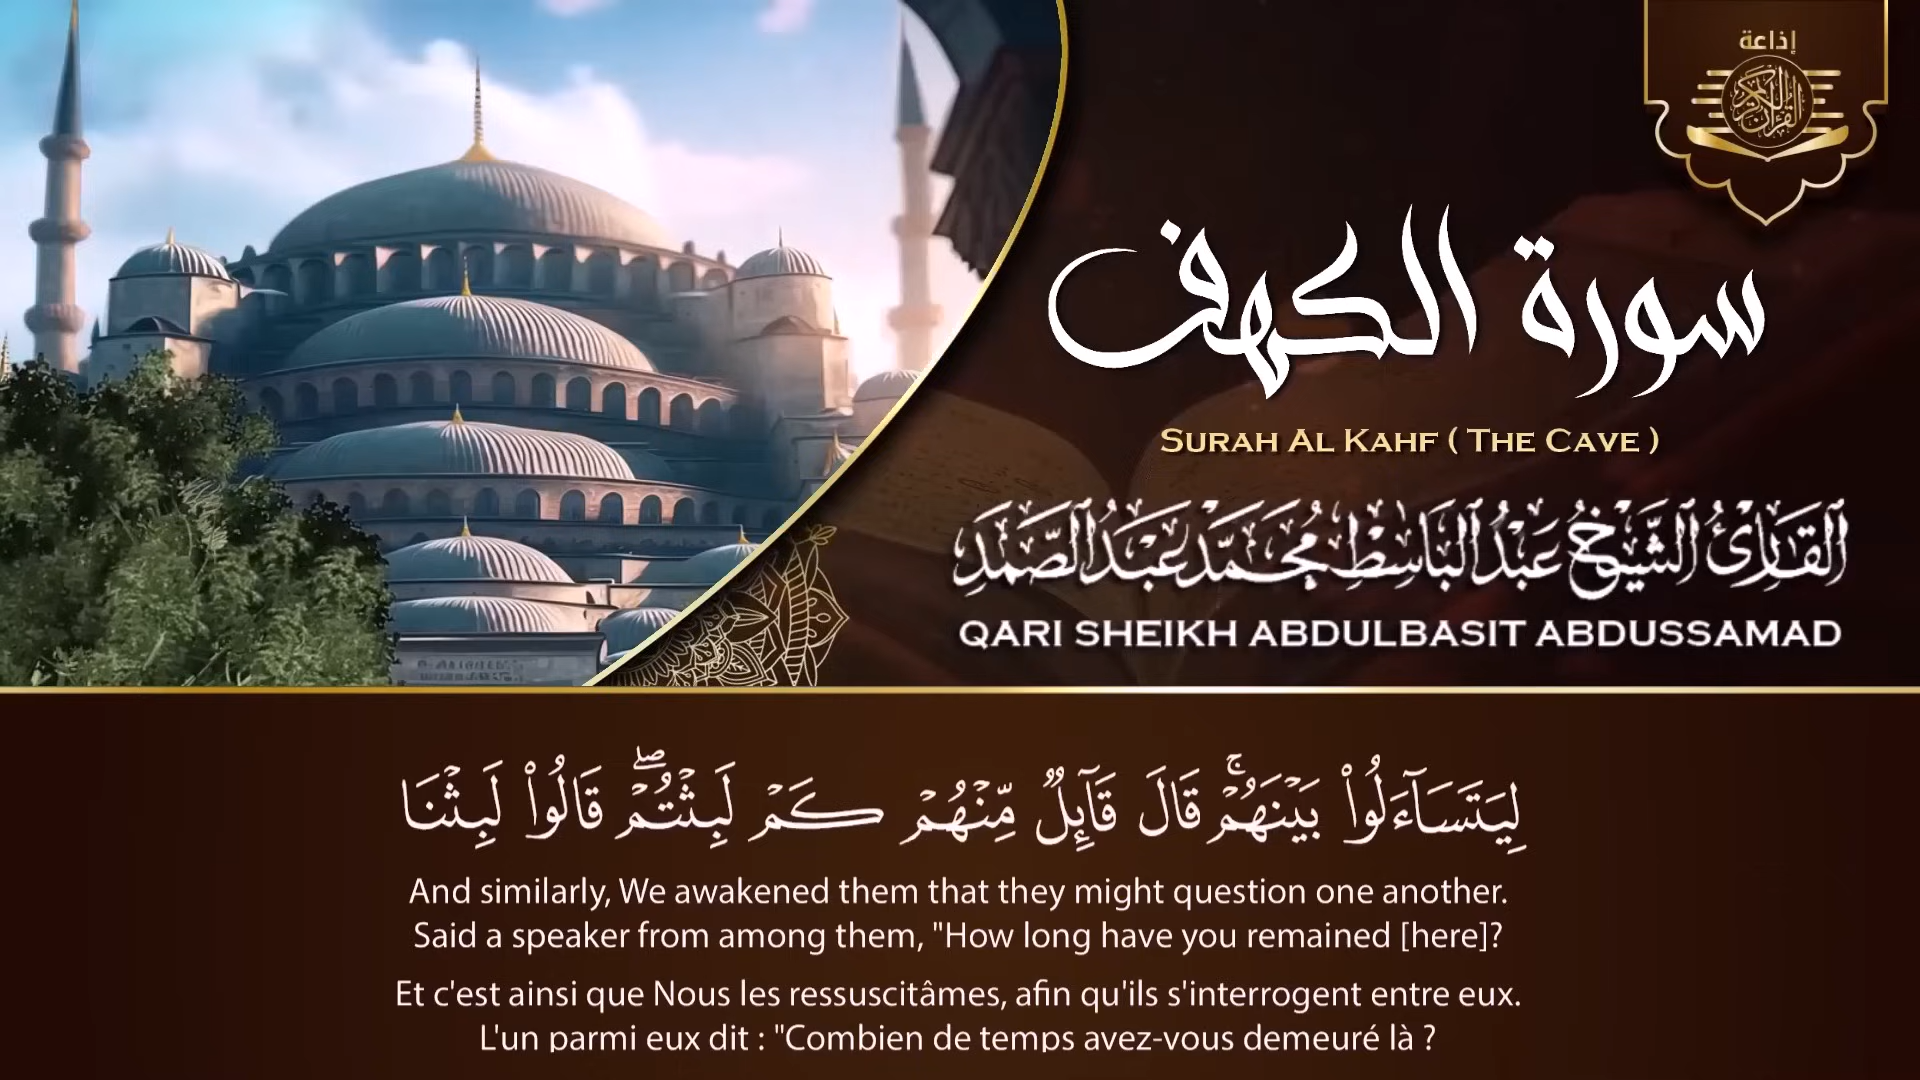 إذاعة
القرآن الكريم
سورة الكهف
SURAH AL KAHF ( THE CAVE )
القارئ الشيخ عبد الباسط محمد عبد الصمد
QARI SHEIKH ABDULBASIT ABDUSSAMAD
لِيَتَسَآءَلُوا۟ بَيْنَهُمْ ۚ قَالَ قَآئِلٌ مِّنْهُمْ كَمْ لَبِثْتُمْ ۖ قَالُوا۟ لَبِثْنَا
And similarly, We awakened them that they might question one another.
Said a speaker from among them, "How long have you remained [here]?
Et c'est ainsi que Nous les ressuscitâmes, afin qu'ils s'interrogent entre eux.
L'un parmi eux dit : "Combien de temps avez-vous demeuré là ?